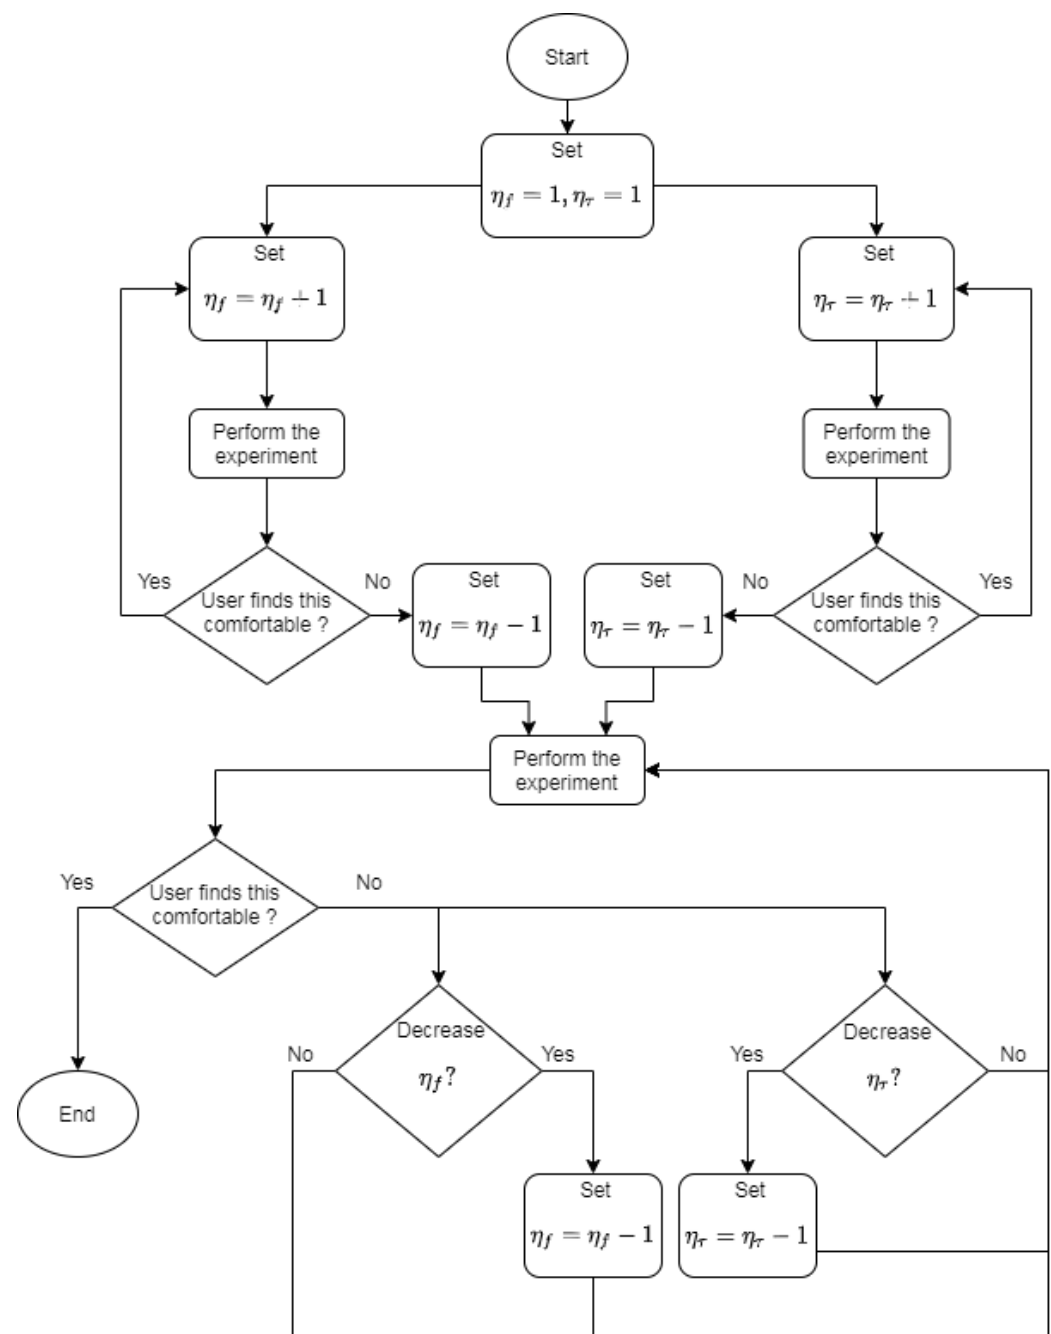 Start
Set
η_f = 1, η_τ = 1
Set
η_f = η_f + 1
Set
η_τ = η_τ + 1
Perform the
experiment
Perform the
experiment
Yes
User finds this
comfortable ?
No
Set
η_f = η_f − 1
Set
η_τ = η_τ − 1
No
User finds this
comfortable ?
Yes
Perform the
experiment
Yes
User finds this
comfortable ?
No
No
Decrease
η_f?
Yes
Yes
Decrease
η_τ?
No
End
Set
η_f = η_f − 1
Set
η_τ = η_τ − 1